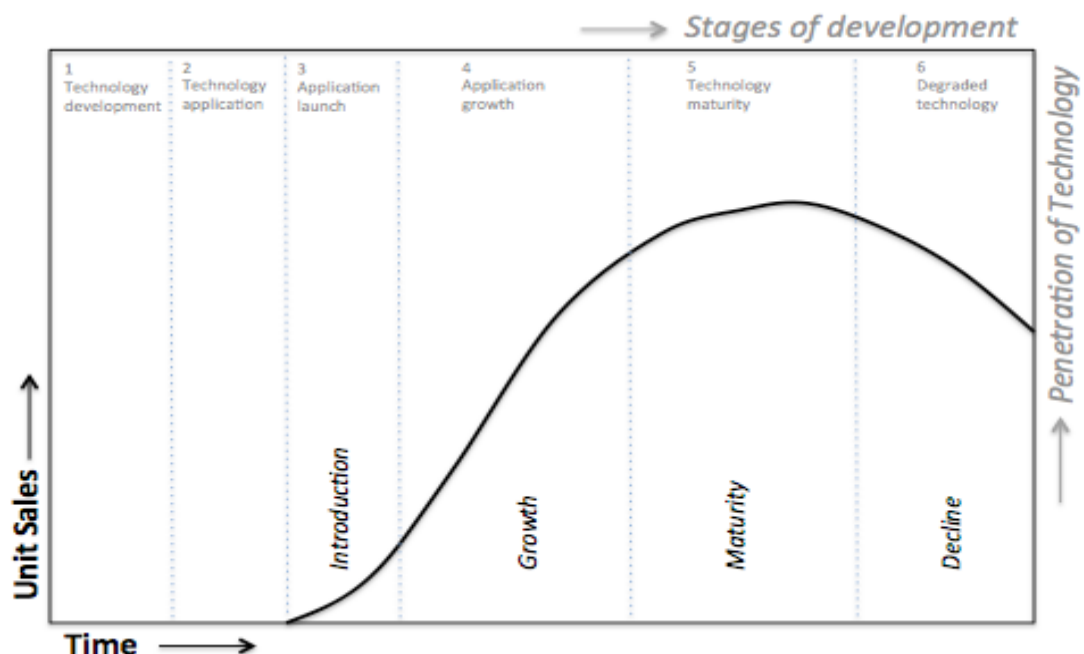 Stages of development
1
Technology
development
2
Technology
application
3
Application
launch
4
Application
growth
5
Technology
maturity
6
Degraded
technology
Penetration of Technology
Unit Sales
Introduction
Growth
Maturity
Decline
Time